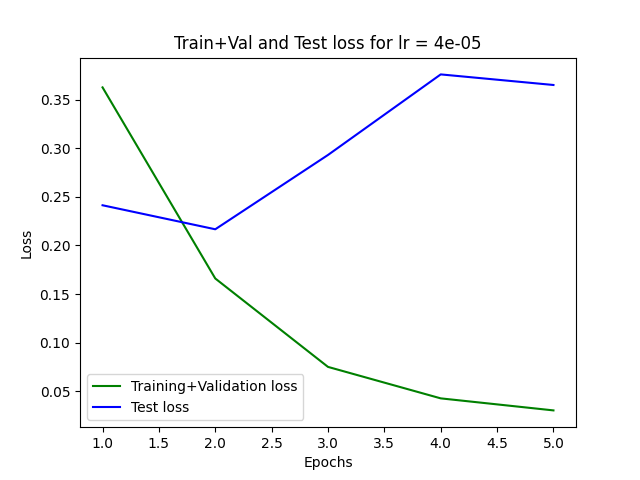 Train+Val and Test loss for lr = 4e-05
Loss
0.35
0.30
0.25
0.20
0.15
0.10
0.05
Training+Validation loss
Test loss
1.0 1.5 2.0 2.5 3.0 3.5 4.0 4.5 5.0
Epochs